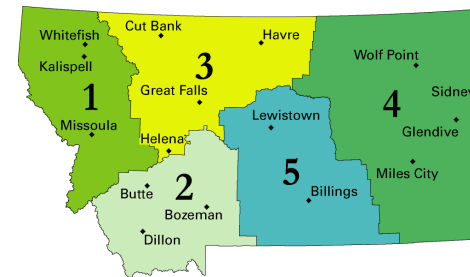 Cut Bank
Whitefish
Havre
Kalispell
Wolf Point
3
1
Great Falls
Sidney
4
Lewistown
Missoula
Glendive
Helena
Miles City
2
5
Butte
Billings
Bozeman
Dillon